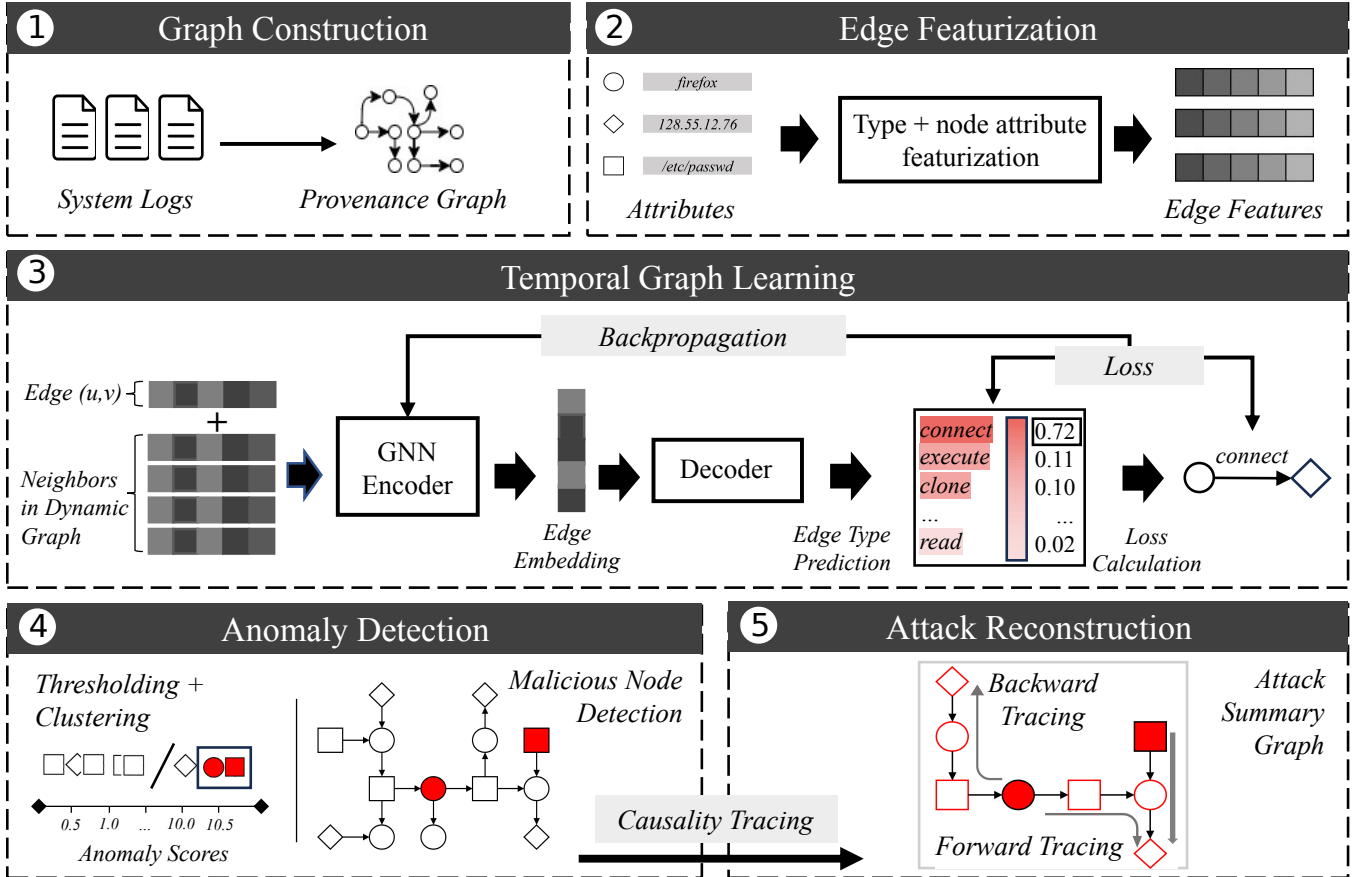 1
Graph Construction
System Logs
Provenance Graph
2
Edge Featurization
firefox
128.55.12.76
/etc/passwd
Attributes
Type + node attribute
featurization
Edge Features
3
Temporal Graph Learning
Backpropagation
Loss
Edge (u,v)
+
Neighbors
in Dynamic
Graph
GNN
Encoder
Edge
Embedding
Decoder
Edge Type
Prediction
connect 0.72
execute 0.11
clone 0.10
... ...
read 0.02
Loss
Calculation
connect
4
Anomaly Detection
Thresholding +
Clustering
0.5 1.0 ... 10.0 10.5
Anomaly Scores
Malicious Node
Detection
Causality Tracing
5
Attack Reconstruction
Backward
Tracing
Forward Tracing
Attack
Summary
Graph